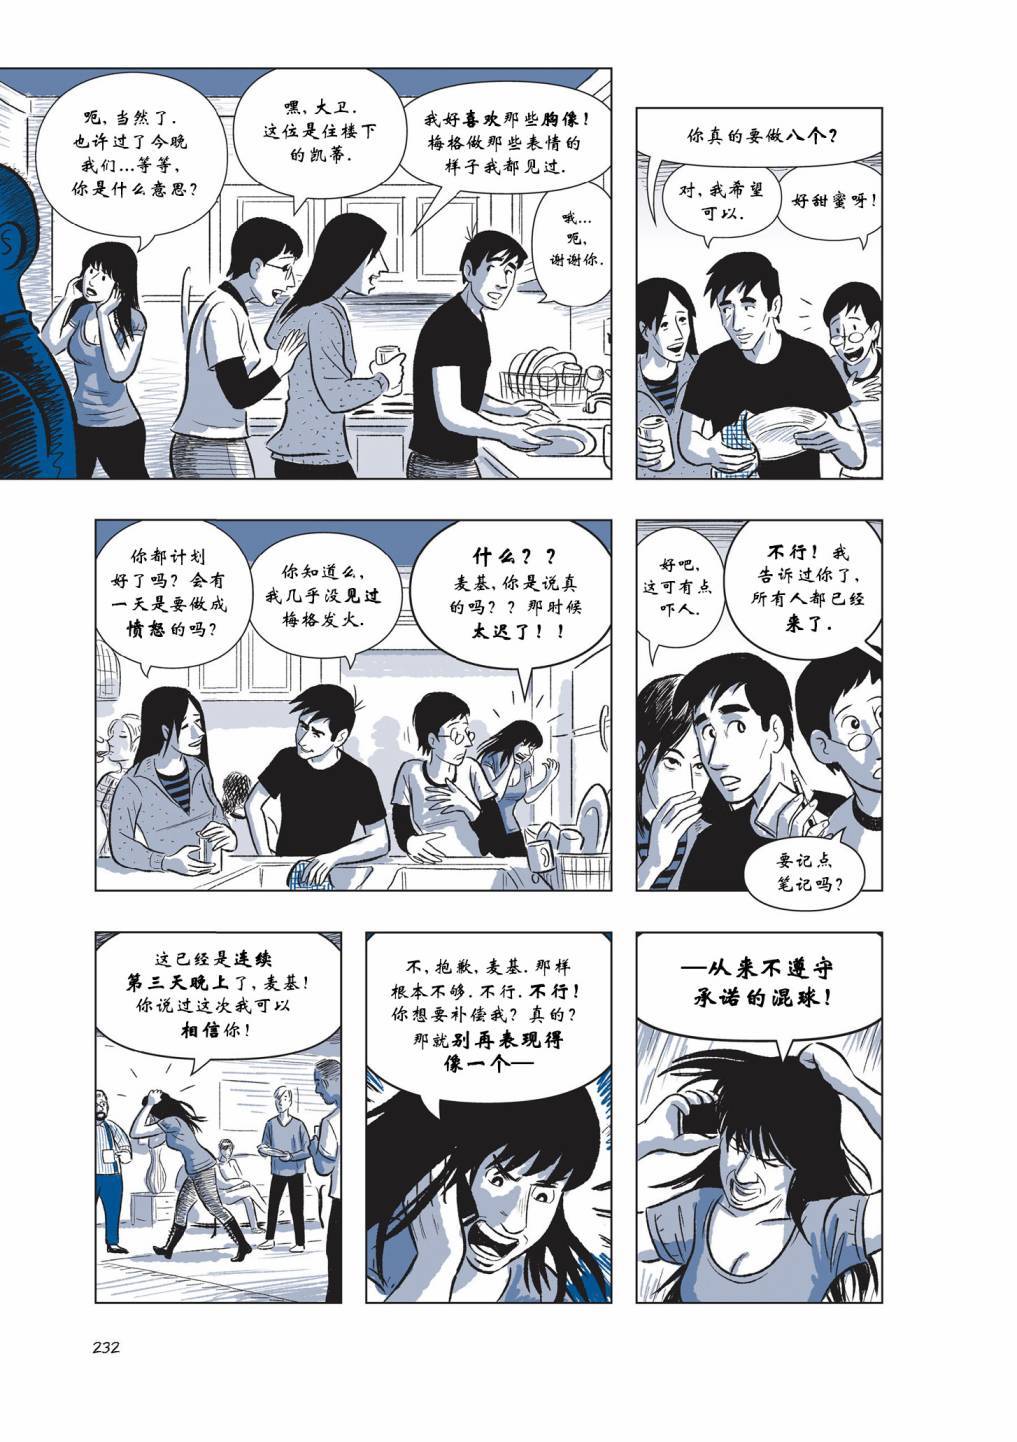 呃, 当然了.
也许过了今晚
我们…等等,
你是什么意思?
嘿, 大卫.
这位是住楼下
的凯蒂.
我好喜欢那些胸像!
梅格做那些表情的
样子我都见过.
哦…
呃,
谢谢你.
你真的要做八个?
对, 我希望
可以.
好甜蜜呀!
你都计划
好了吗? 会有
一天是要做成
愤怒的吗?
你知道么,
我几乎没见过
梅格发火.
什么? ?
麦基, 你是说真
的吗? ? 那时候
太迟了! !
好吧,
这可有点
吓人.
不行! 我
告诉过你了,
所有人都已经
来了.
要记点
笔记吗?
这已经是连续
第三天晚上了, 麦基!
你说过这次我可以
相信你!
不, 抱歉, 麦基. 那样
根本不够. 不行. 不行!
你想要补偿我? 真的?
那就别再表现得
像一个—
—从来不遵守
承诺的混球!
232